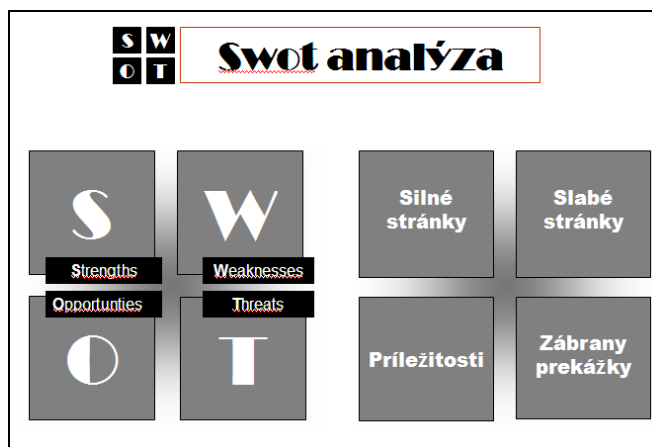 S W
O T
Swot analýza
S W
Strengths Weaknesses
Opportunties Threats
O T
Silné
stránky
Slabé
stránky
Príležitosti
Zábrany
prekážky